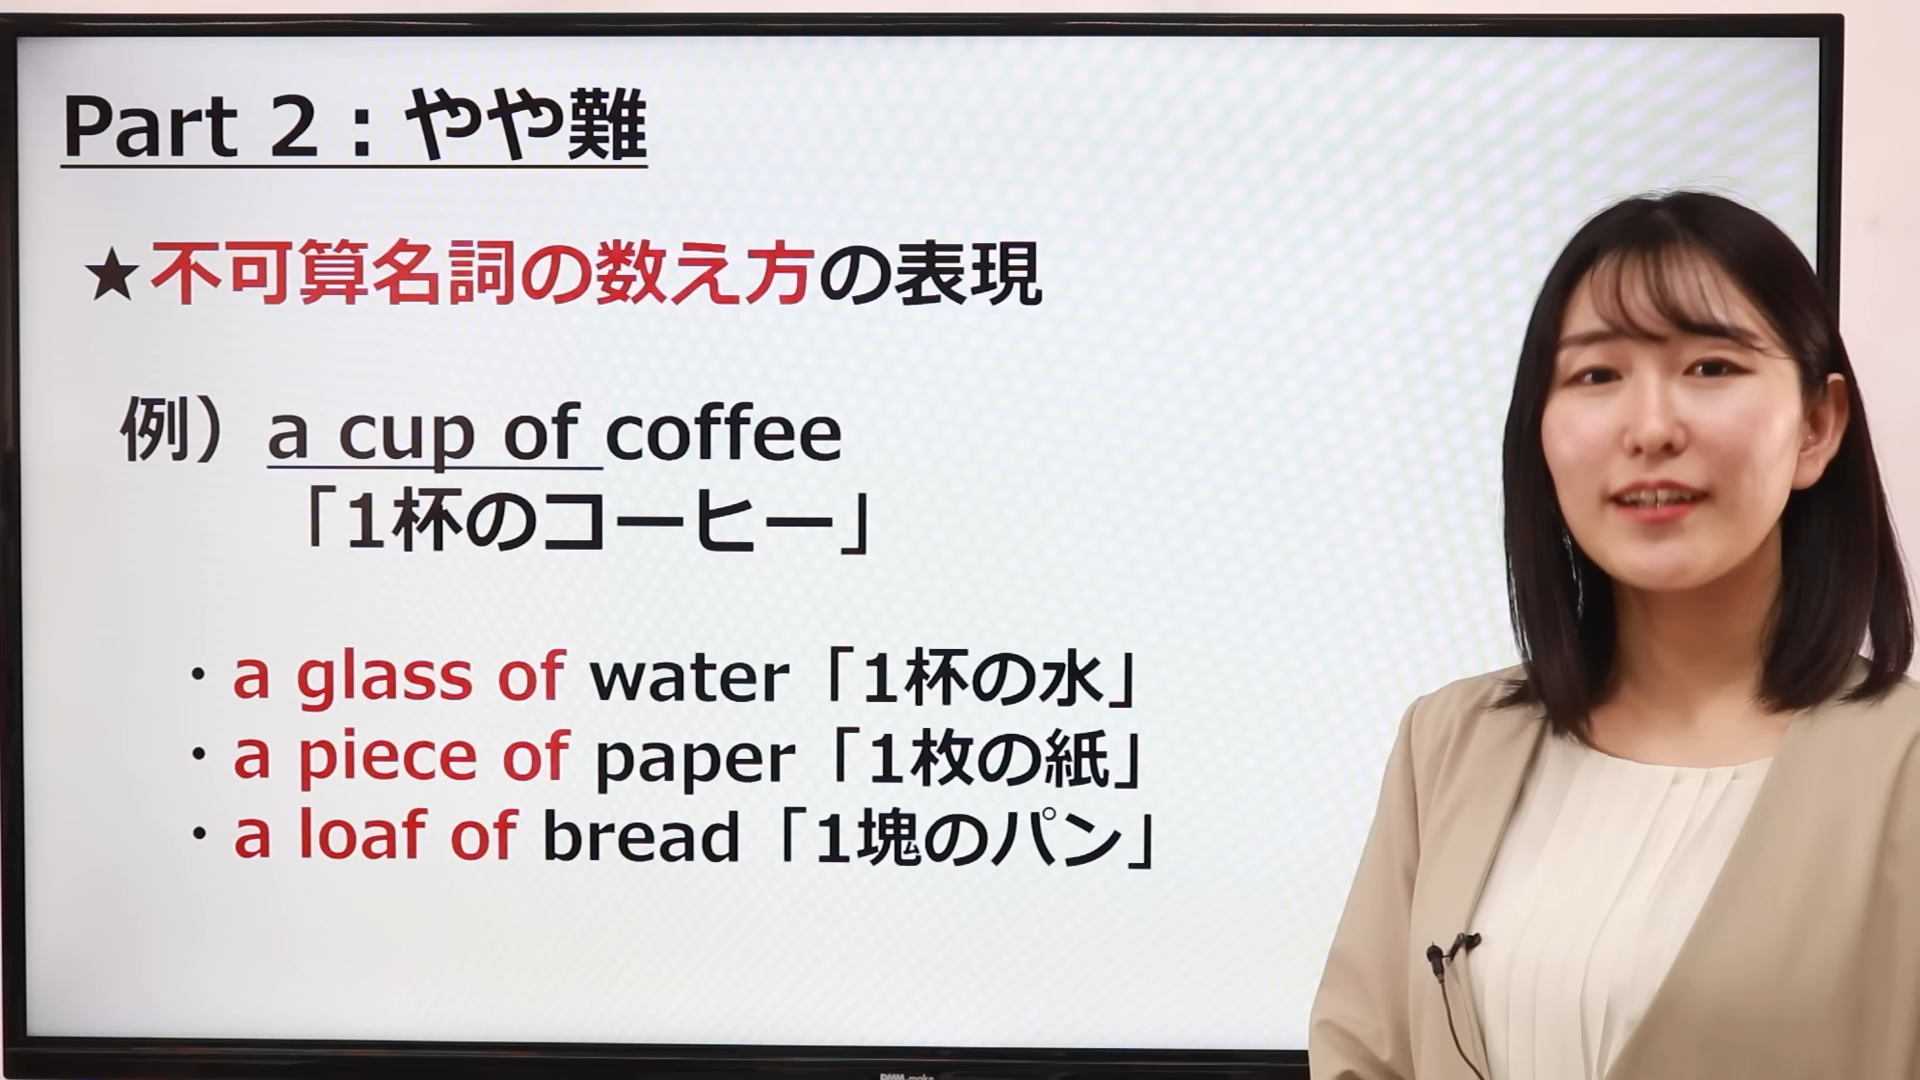 Part 2：やや難
★不可算名詞の数え方の表現
例）a cup of coffee
「1杯のコーヒー」
・a glass of water「1杯の水」
・a piece of paper「1枚の紙」
・a loaf of bread「1塊のパン」
DMM.make